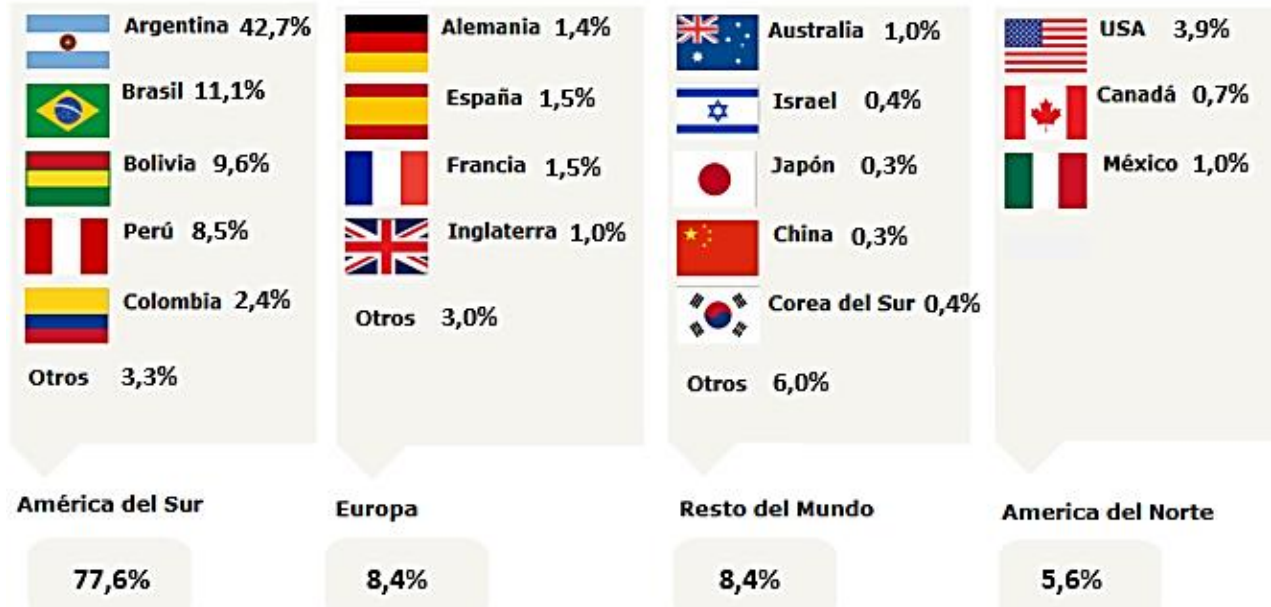 Argentina 42,7%
Brasil 11,1%
Bolivia 9,6%
Perú 8,5%
Colombia 2,4%
Otros 3,3%
América del Sur
77,6%
Alemania 1,4%
España 1,5%
Francia 1,5%
Inglaterra 1,0%
Otros 3,0%
Europa
8,4%
Australia 1,0%
Israel 0,4%
Japón 0,3%
China 0,3%
Corea del Sur 0,4%
Otros 6,0%
Resto del Mundo
8,4%
USA 3,9%
Canadá 0,7%
México 1,0%
America del Norte
5,6%